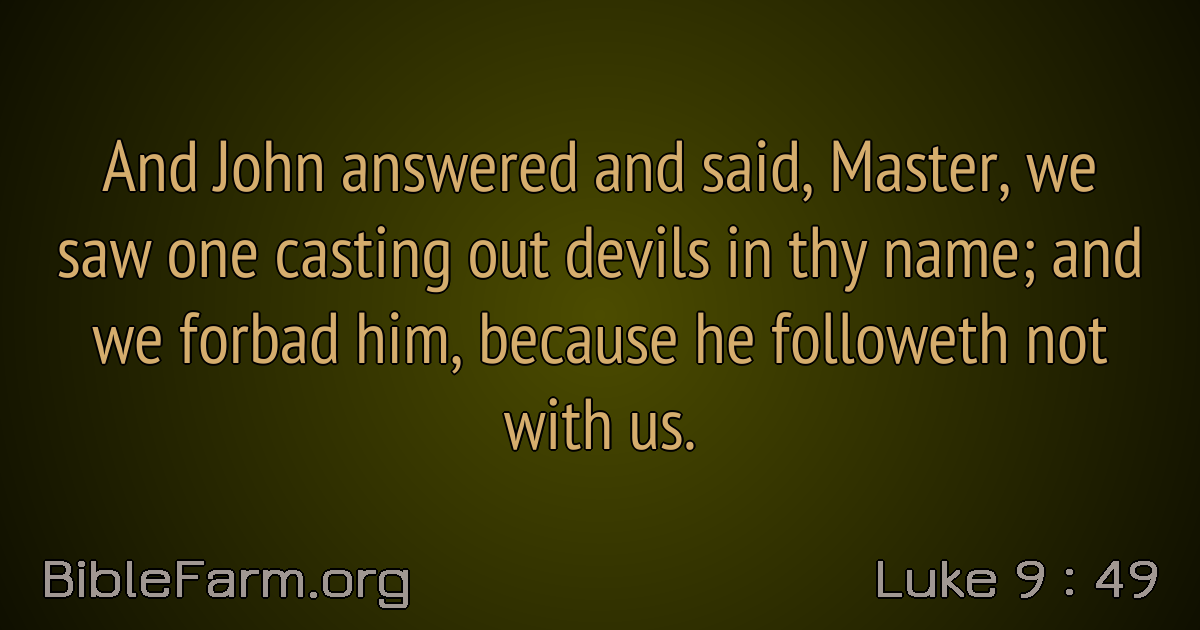 And John answered and said, Master, we
saw one casting out devils in thy name; and
we forbad him, because he followeth not
with us.
BibleFarm.org
Luke 9 : 49